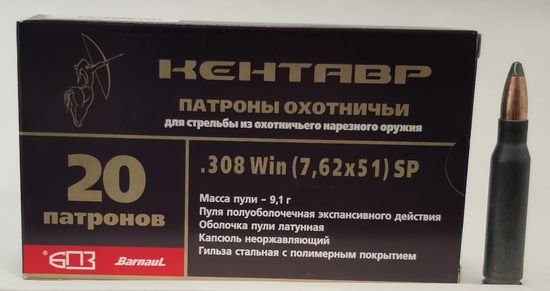 КЕНТАВР
ПАТРОНЫ ОХОТНИЧЬИ
для стрельбы из охотничьего нарезного оружия
20
патронов
.308 Win (7,62x51) SP
Масса пули – 9,1 г
Пуля полуоболочечная экспансивного действия
Оболочка пули латунная
Капсюль неоржавляющий
Гильза стальная с полимерным покрытием
БПЗ®
Barnaul